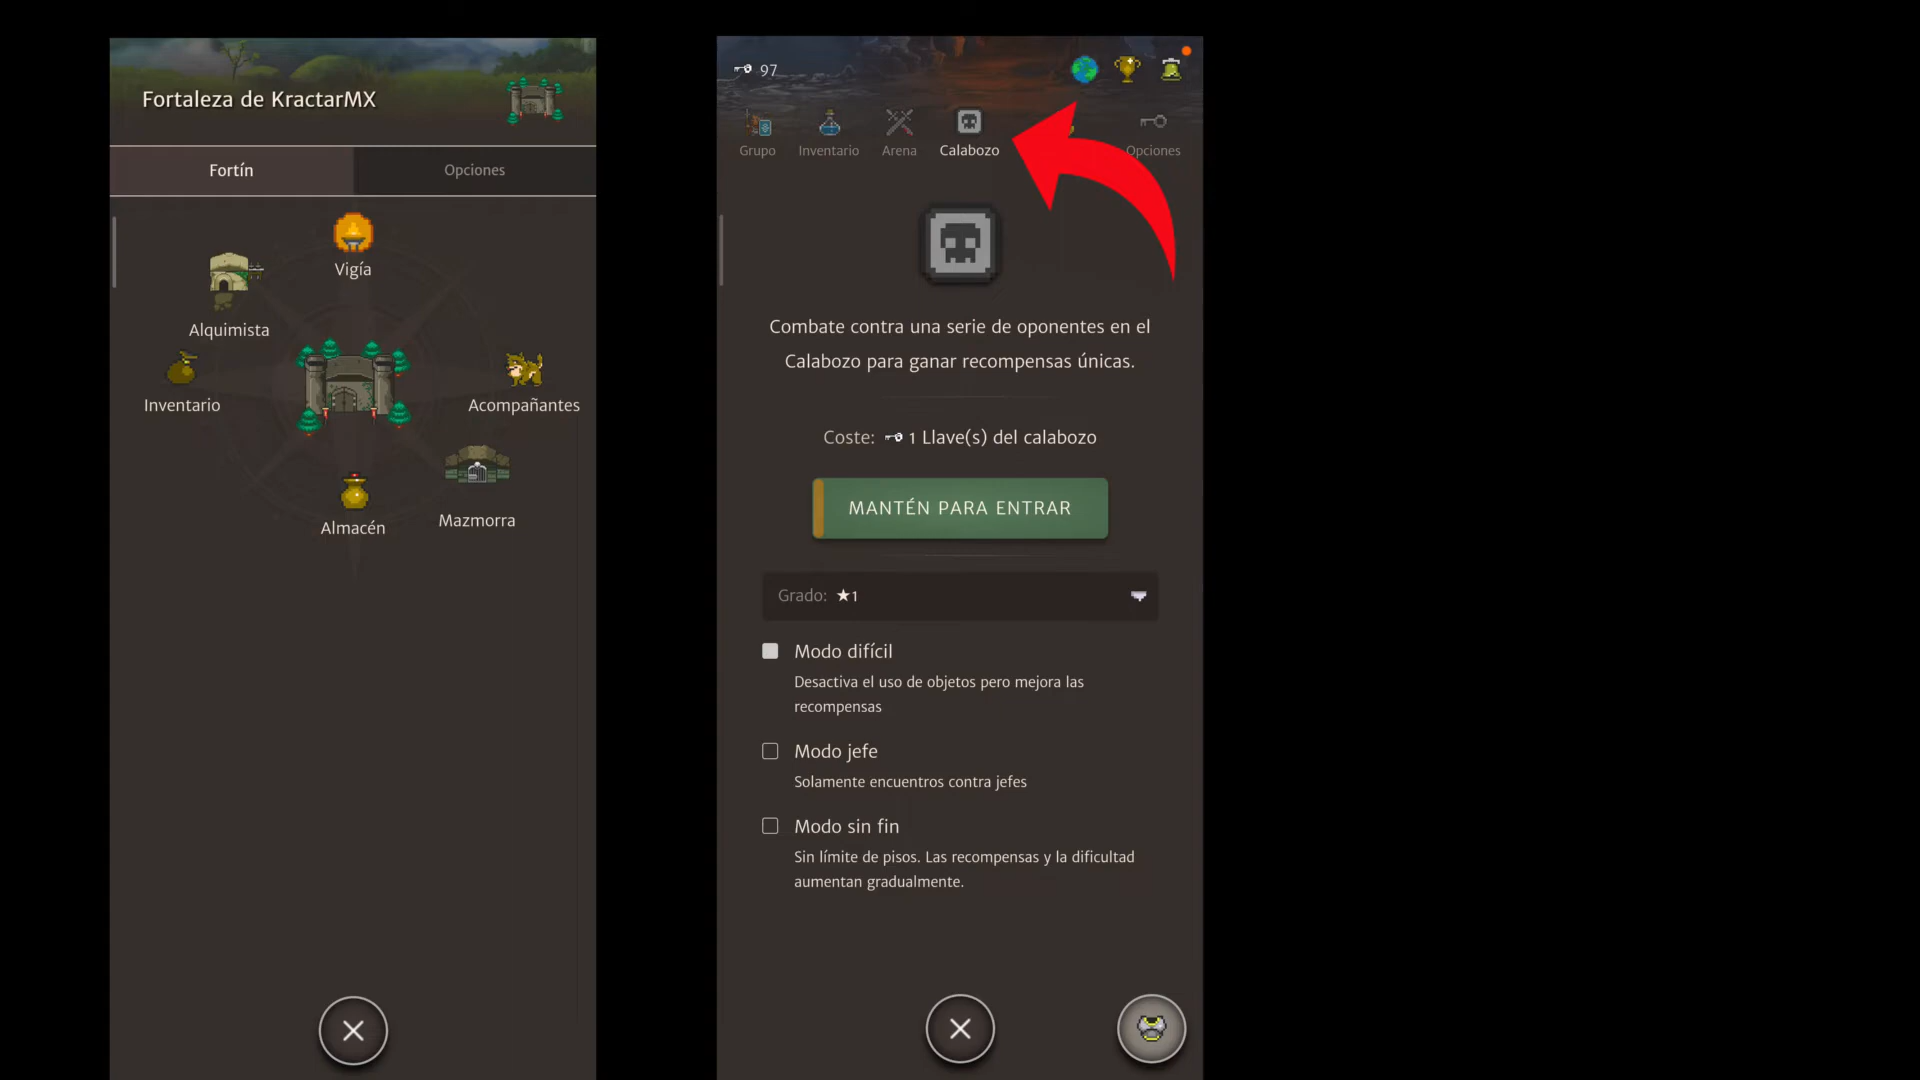 Fortaleza de KractarMX
Fortín
Opciones
Vigía
Alquimista
Inventario
Acompañantes
Almacén
Mazmorra
97
Grupo
Inventario
Arena
Calabozo
Opciones
Combate contra una serie de oponentes en el
Calabozo para ganar recompensas únicas.
Coste: 1 Llave(s) del calabozo
MANTÉN PARA ENTRAR
Grado: ★1
Modo difícil
Desactiva el uso de objetos pero mejora las
recompensas
Modo jefe
Solamente encuentros contra jefes
Modo sin fin
Sin límite de pisos. Las recompensas y la dificultad
aumentan gradualmente.